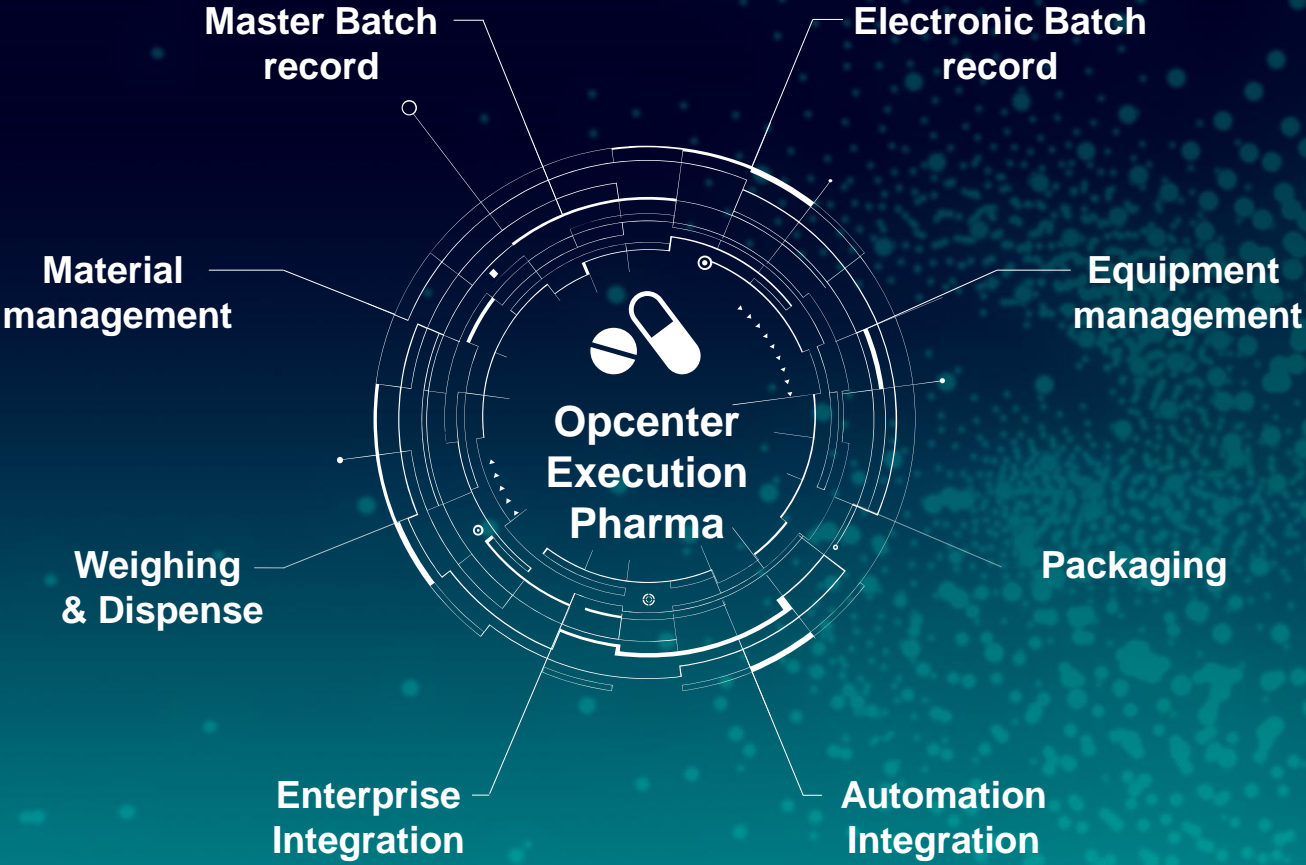 Master Batch
record
Electronic Batch
record
Material
management
Equipment
management
Opcenter
Execution
Pharma
Weighing
& Dispense
Packaging
Enterprise
Integration
Automation
Integration